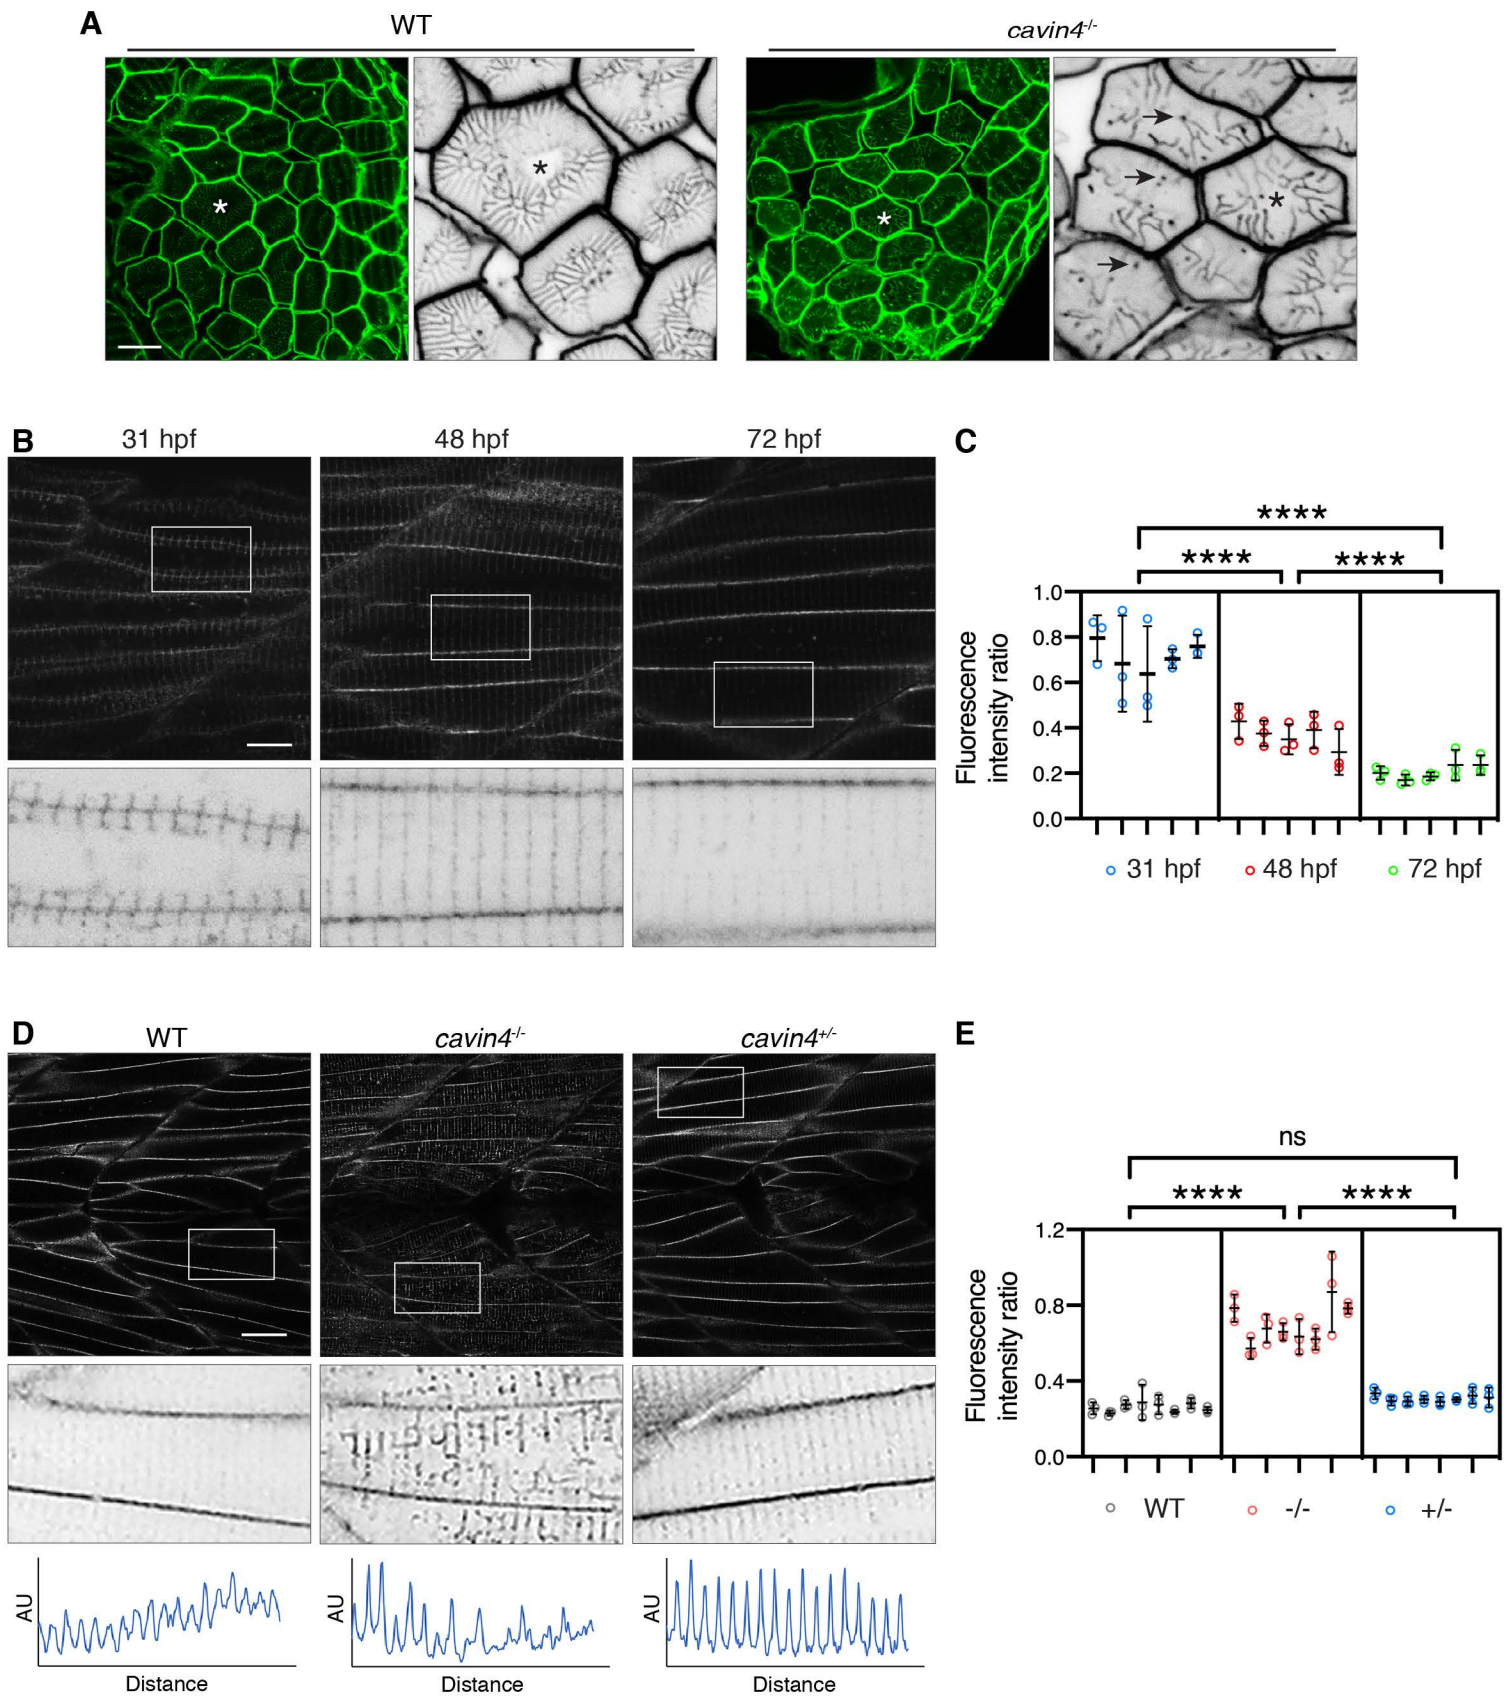 A
WT
cavin4-/-
*
*
*
*
B
31 hpf
48 hpf
72 hpf
C
****
****
****
Fluorescence
intensity ratio
1.0
0.8
0.6
0.4
0.2
0.0
31 hpf
48 hpf
72 hpf
D
WT
cavin4-/-
cavin4+/-
E
ns
****
****
Fluorescence
intensity ratio
1.2
0.8
0.4
0.0
WT
-/-
+/-
AU
Distance
AU
Distance
AU
Distance